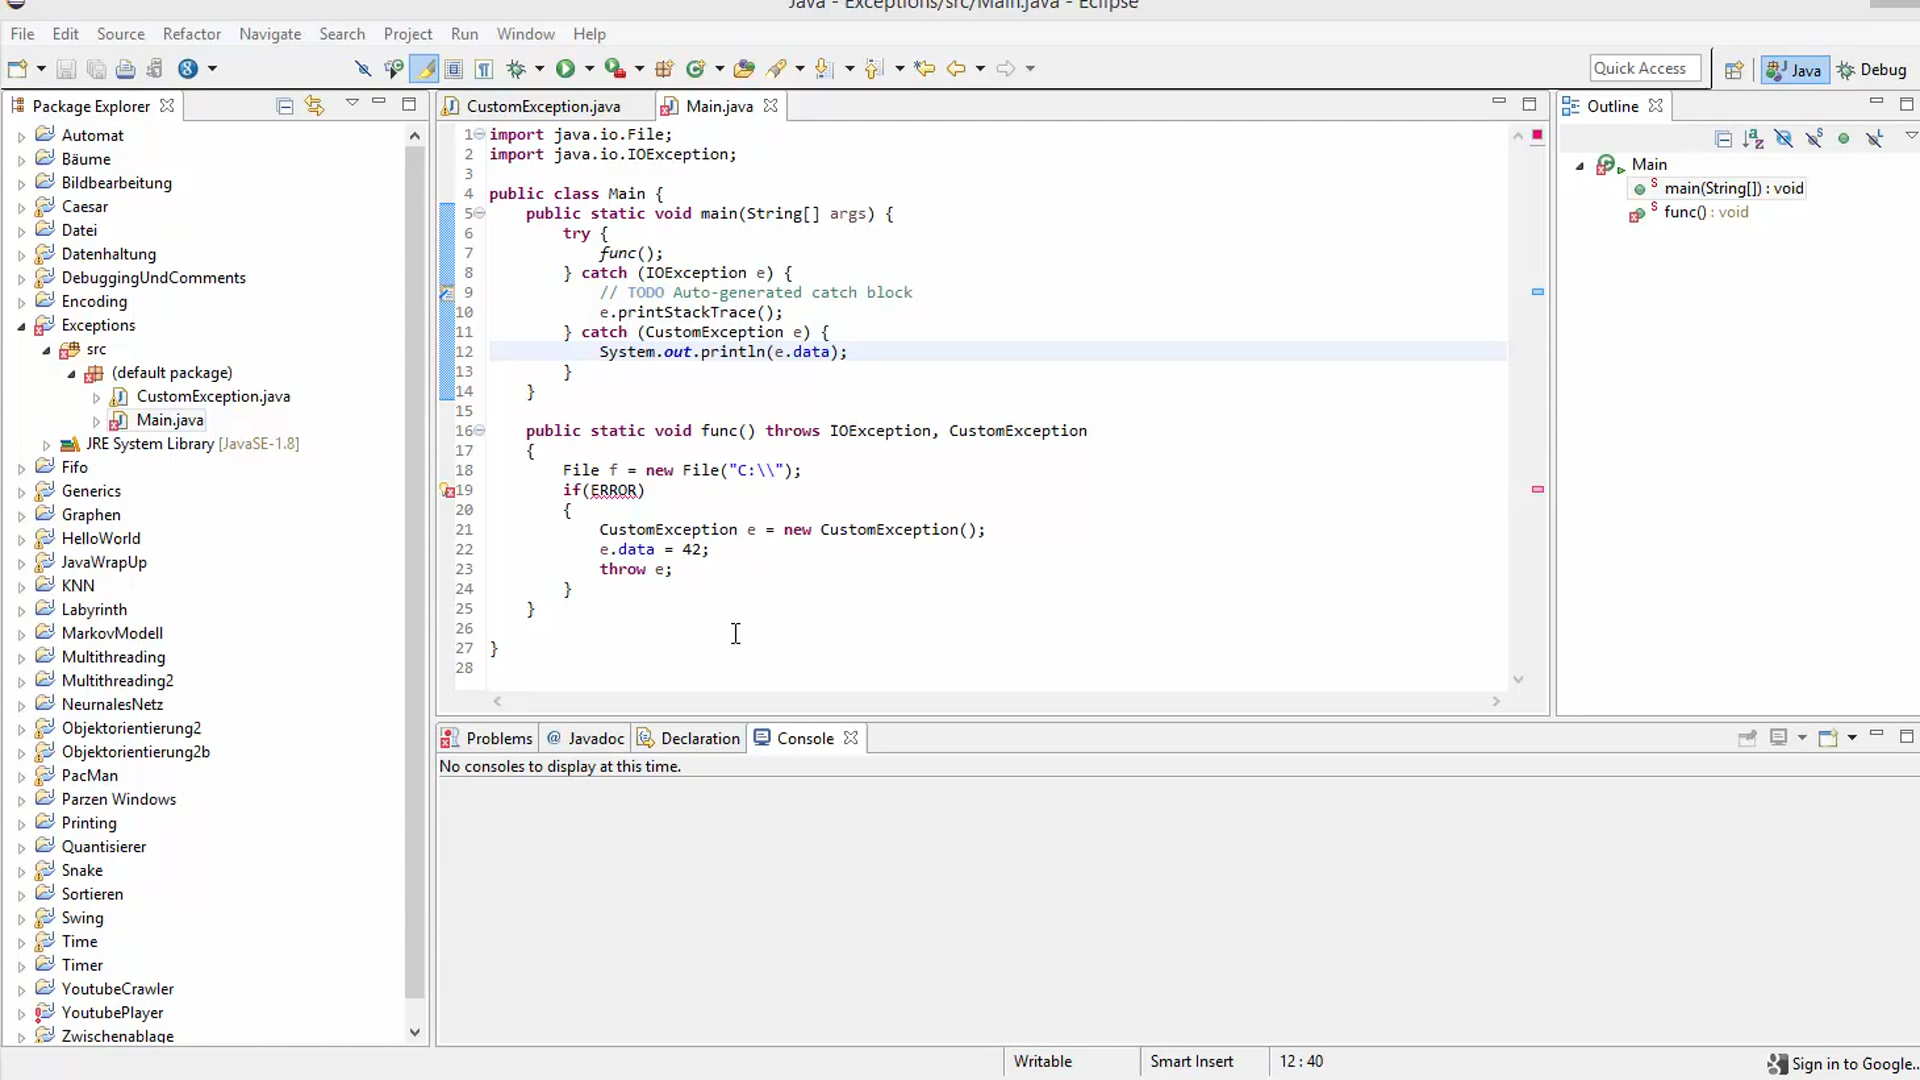 Java - Exceptions/src/Main.java - Eclipse
File Edit Source Refactor Navigate Search Project Run Window Help
Quick Access Java Debug
Package Explorer
Automat
Bäume
Bildbearbeitung
Caesar
Datei
Datenhaltung
DebuggingUndComments
Encoding
Exceptions
src
(default package)
CustomException.java
Main.java
JRE System Library [JavaSE-1.8]
Fifo
Generics
Graphen
HelloWorld
JavaWrapUp
KNN
Labyrinth
MarkovModell
Multithreading
Multithreading2
NeurnalesNetz
Objektorientierung2
Objektorientierung2b
PacMan
Parzen Windows
Printing
Quantisierer
Snake
Sortieren
Swing
Time
Timer
YoutubeCrawler
YoutubePlayer
Zwischenablage
CustomException.java Main.java
1 import java.io.File;
2 import java.io.IOException;
3
4 public class Main {
5 public static void main(String[] args) {
6 try {
7 func();
8 } catch (IOException e) {
9 // TODO Auto-generated catch block
10 e.printStackTrace();
11 } catch (CustomException e) {
12 System.out.println(e.data);
13 }
14 }
15
16 public static void func() throws IOException, CustomException
17 {
18 File f = new File("C:\\");
19 if(ERROR)
20 {
21 CustomException e = new CustomException();
22 e.data = 42;
23 throw e;
24 }
25 }
26
27 }
28
Outline
Main
main(String[]) : void
func() : void
Problems @ Javadoc Declaration Console
No consoles to display at this time.
Writable Smart Insert 12 : 40 Sign in to Google...